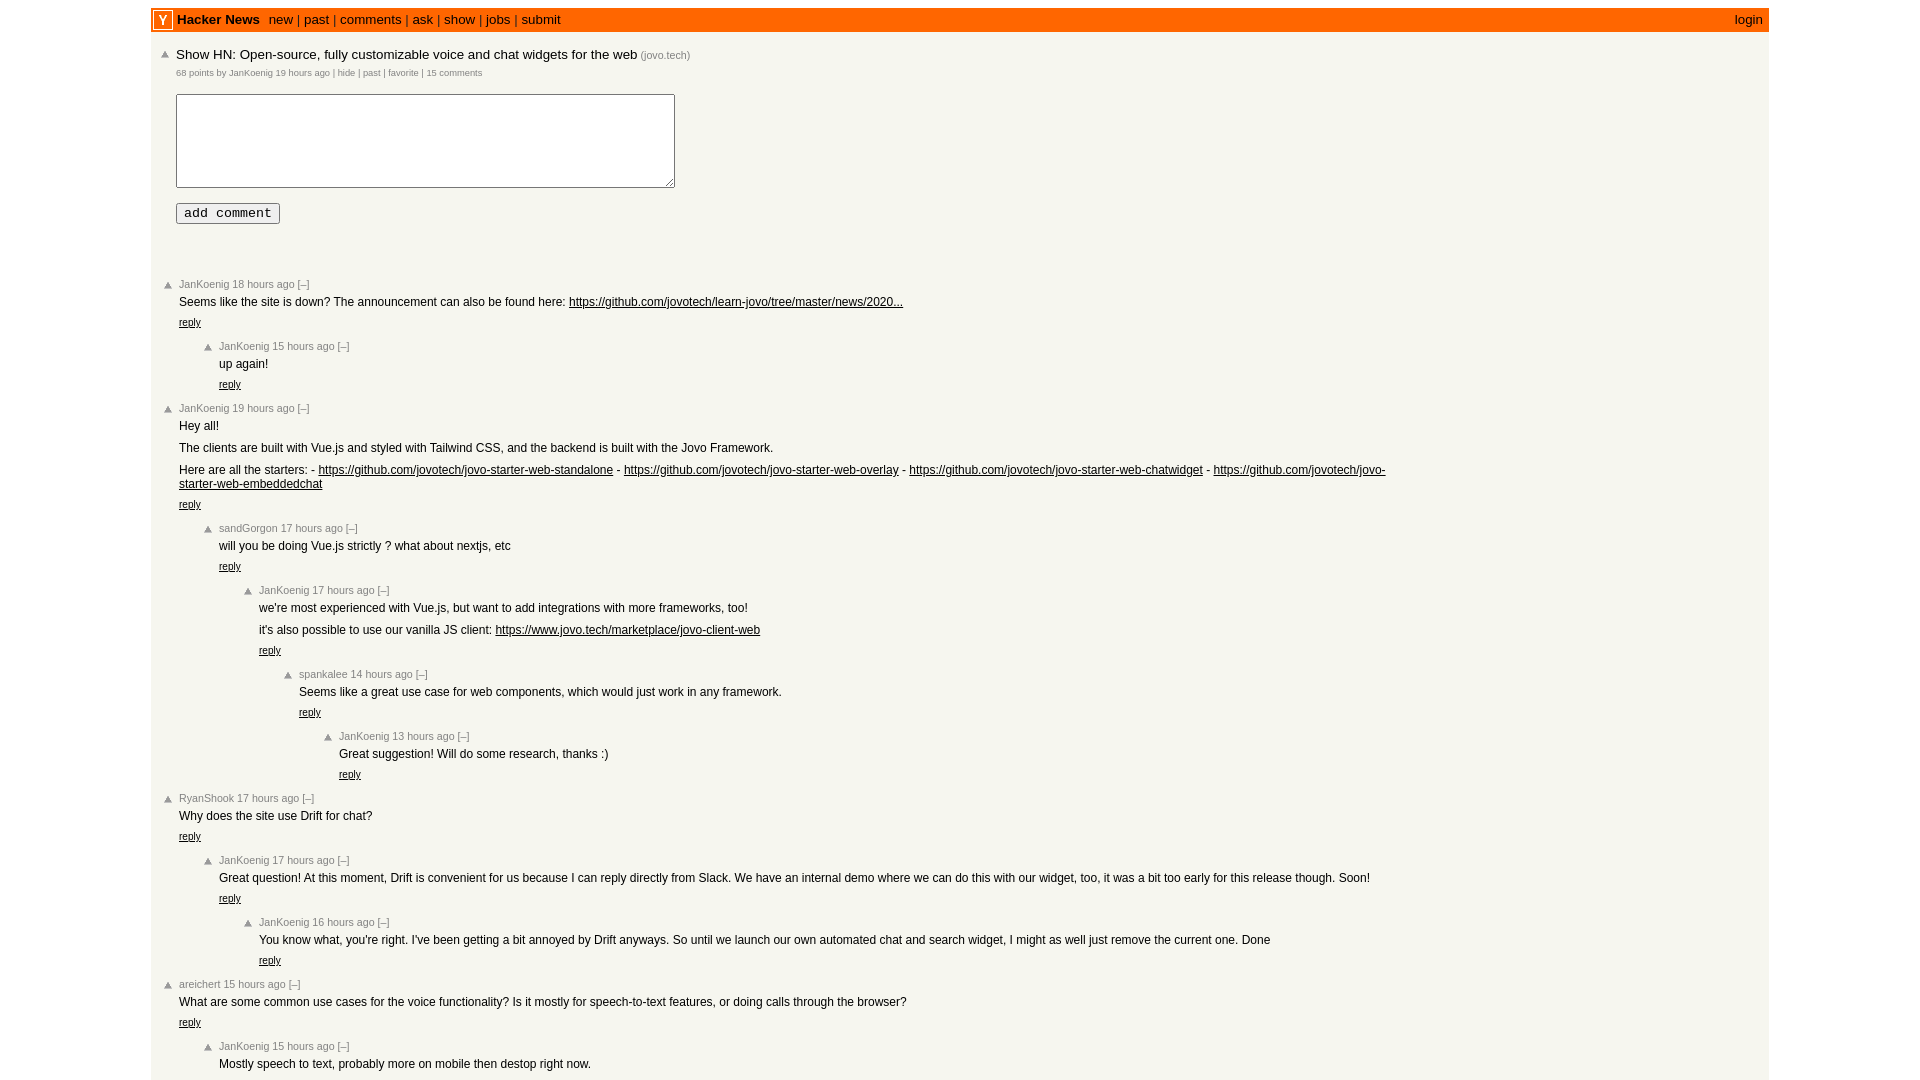 Y Hacker News new | past | comments | ask | show | jobs | submit login
Show HN: Open-source, fully customizable voice and chat widgets for the web (jovo.tech)
68 points by JanKoenig 19 hours ago | hide | past | favorite | 15 comments
add comment
JanKoenig 18 hours ago [–]
Seems like the site is down? The announcement can also be found here: https://github.com/jovotech/learn-jovo/tree/master/news/2020...
reply
JanKoenig 15 hours ago [–]
up again!
reply
JanKoenig 19 hours ago [–]
Hey all!
The clients are built with Vue.js and styled with Tailwind CSS, and the backend is built with the Jovo Framework.
Here are all the starters: - https://github.com/jovotech/jovo-starter-web-standalone - https://github.com/jovotech/jovo-starter-web-overlay - https://github.com/jovotech/jovo-starter-web-chatwidget - https://github.com/jovotech/jovo-
starter-web-embeddedchat
reply
sandGorgon 17 hours ago [–]
will you be doing Vue.js strictly ? what about nextjs, etc
reply
JanKoenig 17 hours ago [–]
we're most experienced with Vue.js, but want to add integrations with more frameworks, too!
it's also possible to use our vanilla JS client: https://www.jovo.tech/marketplace/jovo-client-web
reply
spankalee 14 hours ago [–]
Seems like a great use case for web components, which would just work in any framework.
reply
JanKoenig 13 hours ago [–]
Great suggestion! Will do some research, thanks :)
reply
RyanShook 17 hours ago [–]
Why does the site use Drift for chat?
reply
JanKoenig 17 hours ago [–]
Great question! At this moment, Drift is convenient for us because I can reply directly from Slack. We have an internal demo where we can do this with our widget, too, it was a bit too early for this release though. Soon!
reply
JanKoenig 16 hours ago [–]
You know what, you're right. I've been getting a bit annoyed by Drift anyways. So until we launch our own automated chat and search widget, I might as well just remove the current one. Done
reply
areichert 15 hours ago [–]
What are some common use cases for the voice functionality? Is it mostly for speech-to-text features, or doing calls through the browser?
reply
JanKoenig 15 hours ago [–]
Mostly speech to text, probably more on mobile then destop right now.